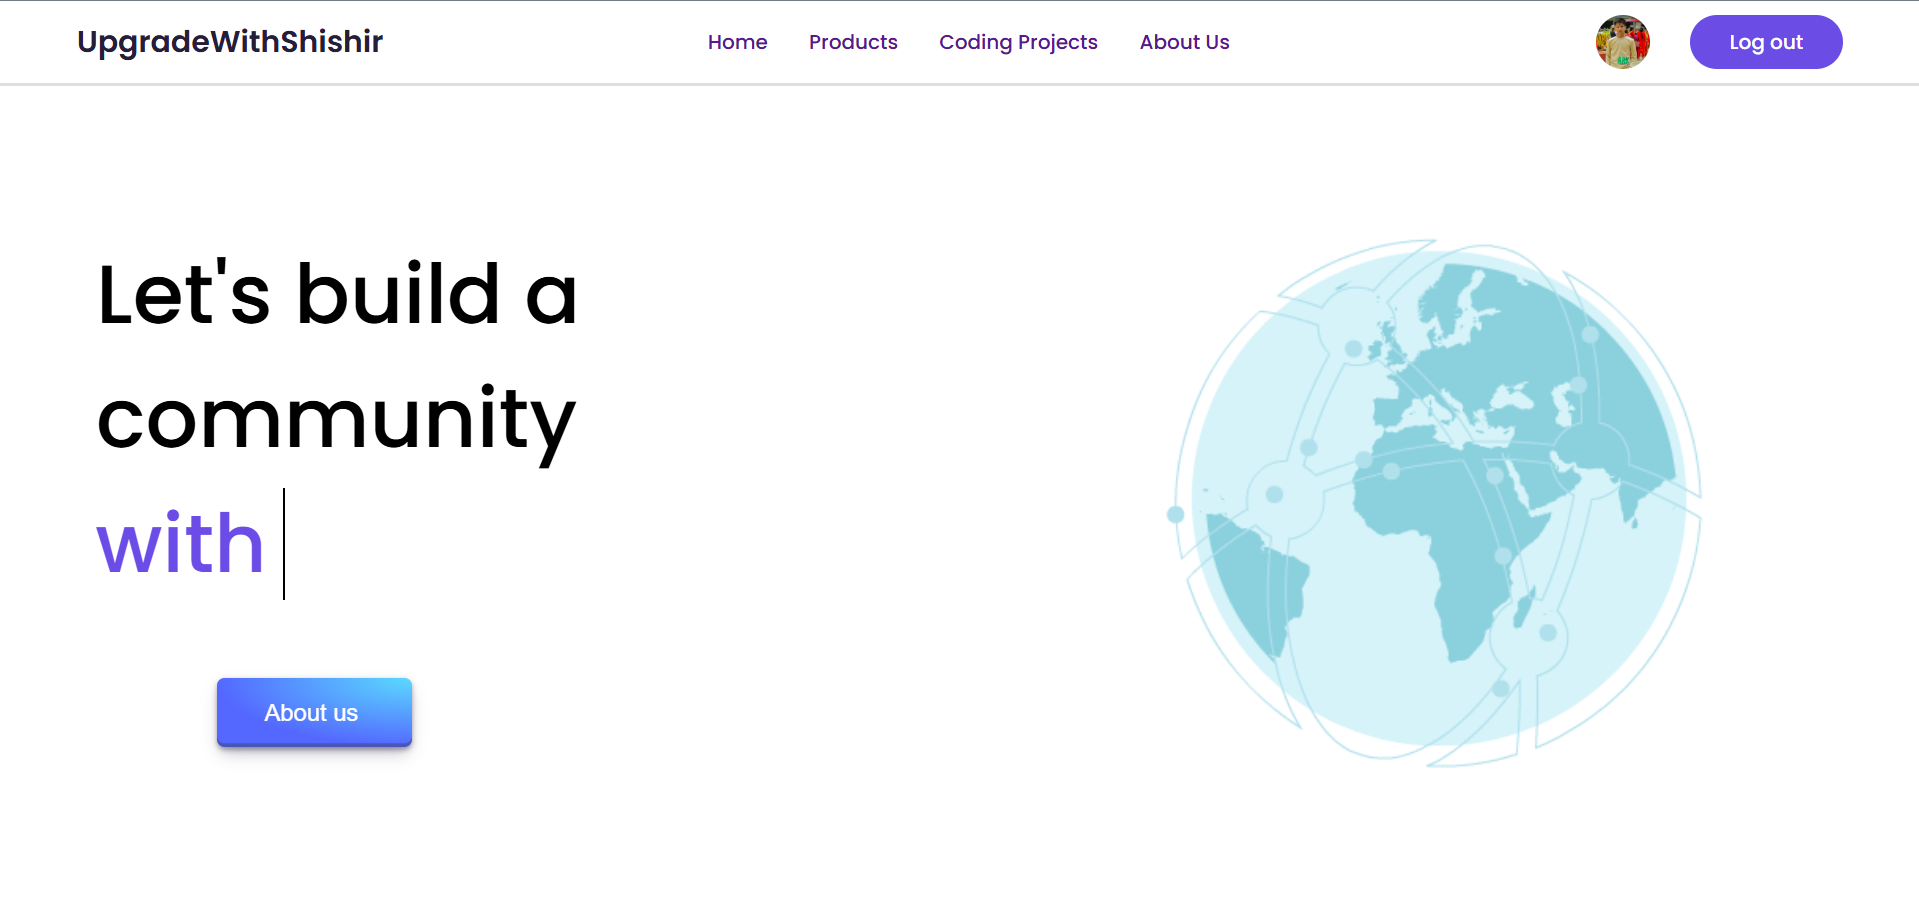 UpgradeWithShishir
Home Products Coding Projects About Us
Log out
Let's build a
community
with
About us